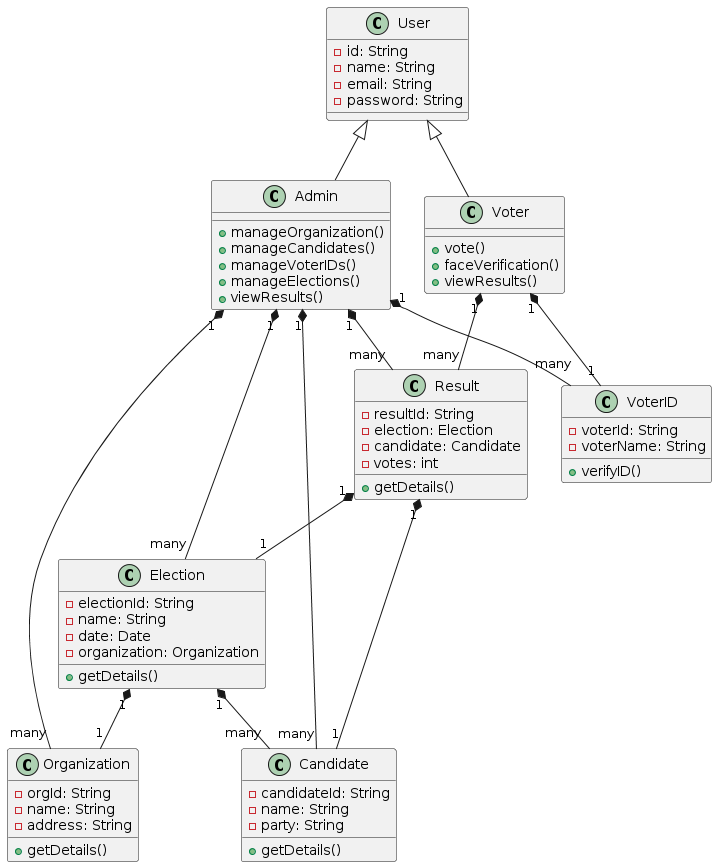 C User
id: String
name: String
email: String
password: String
C Admin
manageOrganization()
manageCandidates()
manageVoterIDs()
manageElections()
viewResults()
C Voter
vote()
faceVerification()
viewResults()
1
1
1
1
1
1
1
many
many
many
1
C Result
resultId: String
election: Election
candidate: Candidate
votes: int
getDetails()
C VoterID
voterId: String
voterName: String
verifyID()
1
1
many
1
C Election
electionId: String
name: String
date: Date
organization: Organization
getDetails()
1
1
many
1
many
many
1
C Organization
orgId: String
name: String
address: String
getDetails()
C Candidate
candidateId: String
name: String
party: String
getDetails()